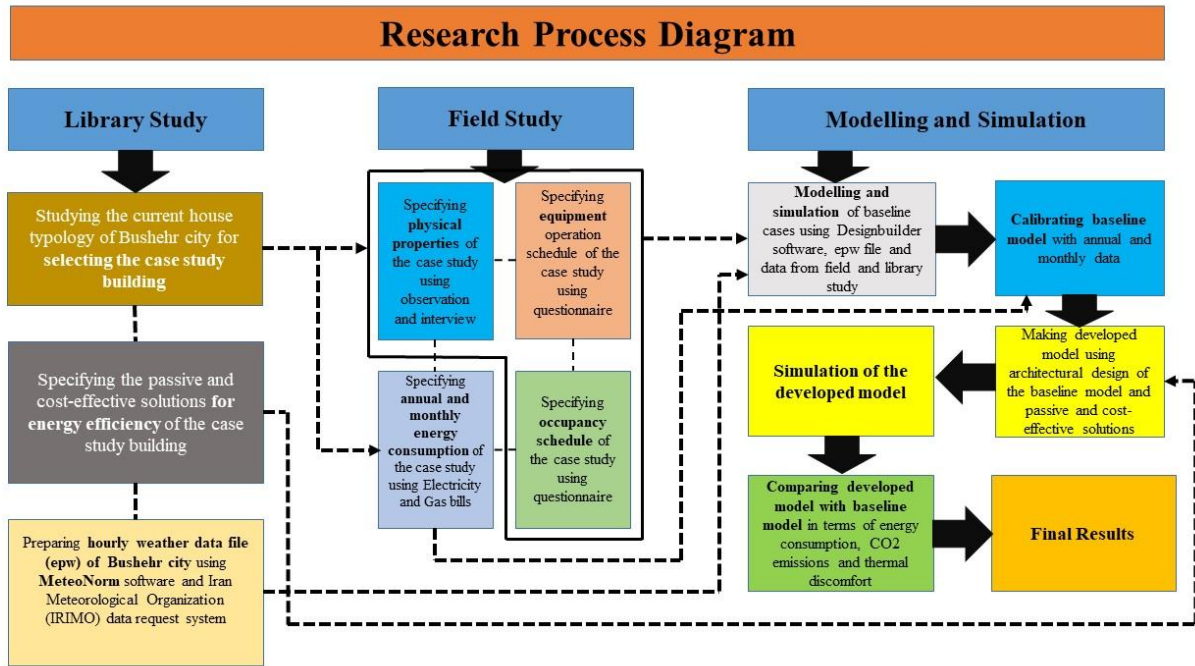 Research Process Diagram
Library Study
Studying the current house
typology of Bushehr city for
selecting the case study
building
Specifying the passive and
cost-effective solutions for
energy efficiency of the case
study building
Preparing hourly weather data file
(epw) of Bushehr city using
MeteoNorm software and Iran
Meteorological Organization
(IRIMO) data request system
Field Study
Specifying
physical
properties of
the case study
using
observation
and interview
Specifying
equipment
operation
schedule of the
case study
using
questionnaire
Specifying
annual and
monthly energy
consumption
of the case study
using Electricity
and Gas bills
Specifying
occupancy
schedule of
the case study
using
questionnaire
Modelling and Simulation
Modelling and
simulation of baseline
cases using Designbuilder
software, epw file and
data from field and library
study
Calibrating baseline
model with annual and
monthly data
Making developed
model using
architectural design of
the baseline model and
passive and cost-
effective solutions
Simulation of the
developed model
Comparing developed
model with baseline
model in terms of energy
consumption, CO2
emissions and thermal
discomfort
Final Results